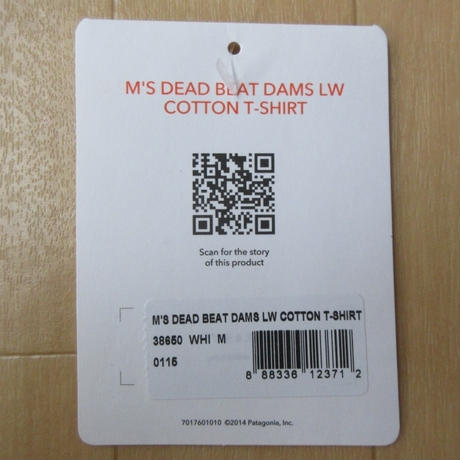 M'S DEAD BEAT DAMS LW
COTTON T-SHIRT
Scan for the story
of this product
M'S DEAD BEAT DAMS LW COTTON T-SHIRT
38650 WHI M
0115
8 88336 12371 2
7017601010 ©2014 Patagonia, Inc.